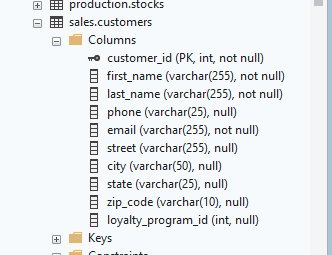 production.stocks
sales.customers
Columns
customer_id (PK, int, not null)
first_name (varchar(255), not null)
last_name (varchar(255), not null)
phone (varchar(25), null)
email (varchar(255), not null)
street (varchar(255), null)
city (varchar(50), null)
state (varchar(25), null)
zip_code (varchar(10), null)
loyalty_program_id (int, null)
Keys
Constraints